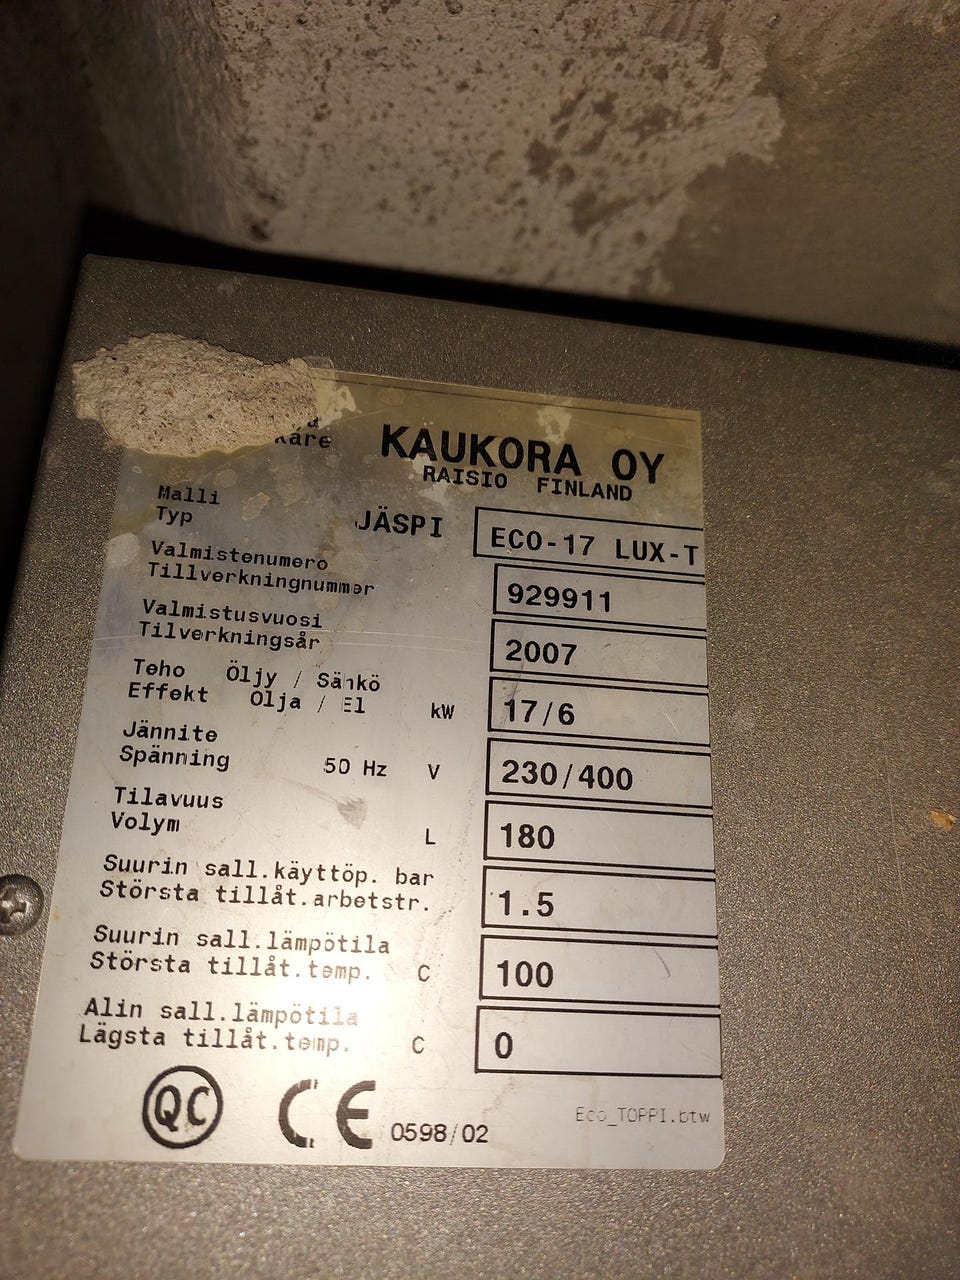 KAUKORA OY
RAISIO FINLAND
Malli
Typ JÄSPI ECO-17 LUX-T
Valmistenumero
Tillverkningnummer 929911
Valmistusvuosi
Tilverkningsår 2007
Teho Öljy / Sähkö
Effekt Olja / El kW 17/6
Jännite
Spänning 50 Hz V 230/400
Tilavuus
Volym L 180
Suurin sall.käyttöp. bar
Största tillåt.arbetstr. 1.5
Suurin sall.lämpötila
Största tillåt.temp. C 100
Alin sall.lämpötila
Lägsta tillåt.temp. C 0
QC CE 0598/02 Eco_TOPPI.btw